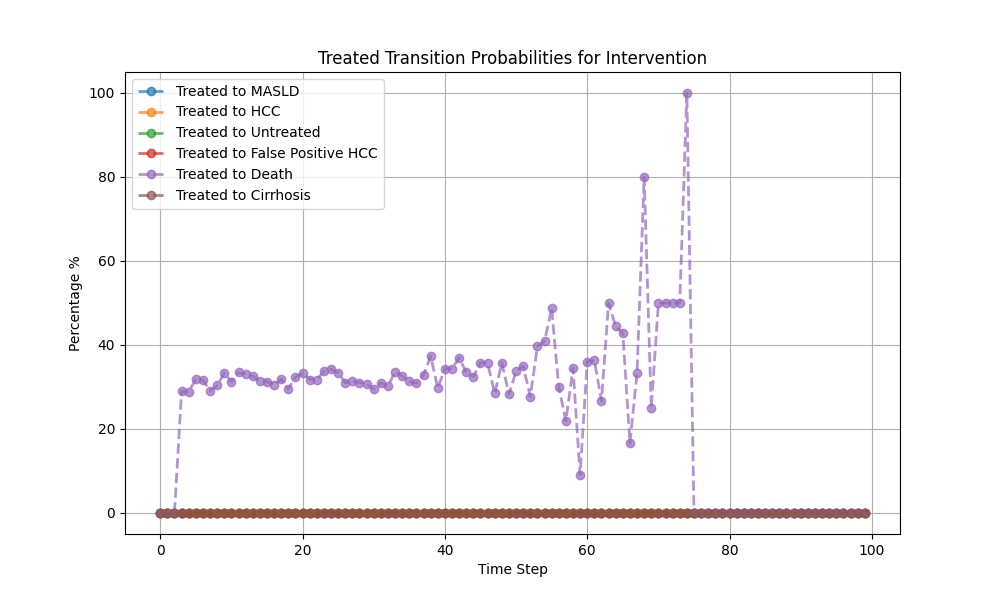 Treated Transition Probabilities for Intervention
Treated to MASLD
Treated to HCC
Treated to Untreated
Treated to False Positive HCC
Treated to Death
Treated to Cirrhosis
Percentage %
100
80
60
40
20
0
0 20 40 60 80 100
Time Step